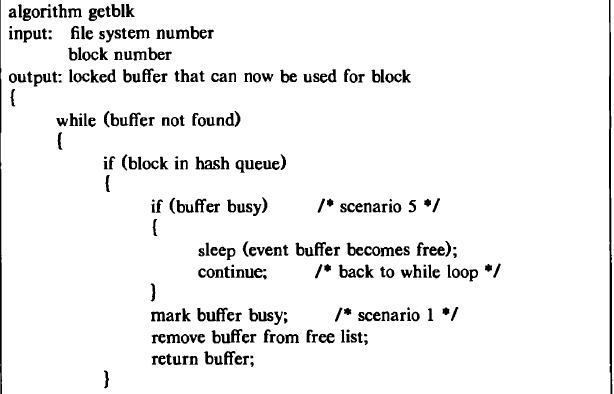 algorithm getblk
input: file system number
block number
output: locked buffer that can now be used for block
{
while (buffer not found)
{
if (block in hash queue)
{
if (buffer busy) /* scenario 5 */
{
sleep (event buffer becomes free);
continue; /* back to while loop */
}
mark buffer busy; /* scenario 1 */
remove buffer from free list;
return buffer;
}